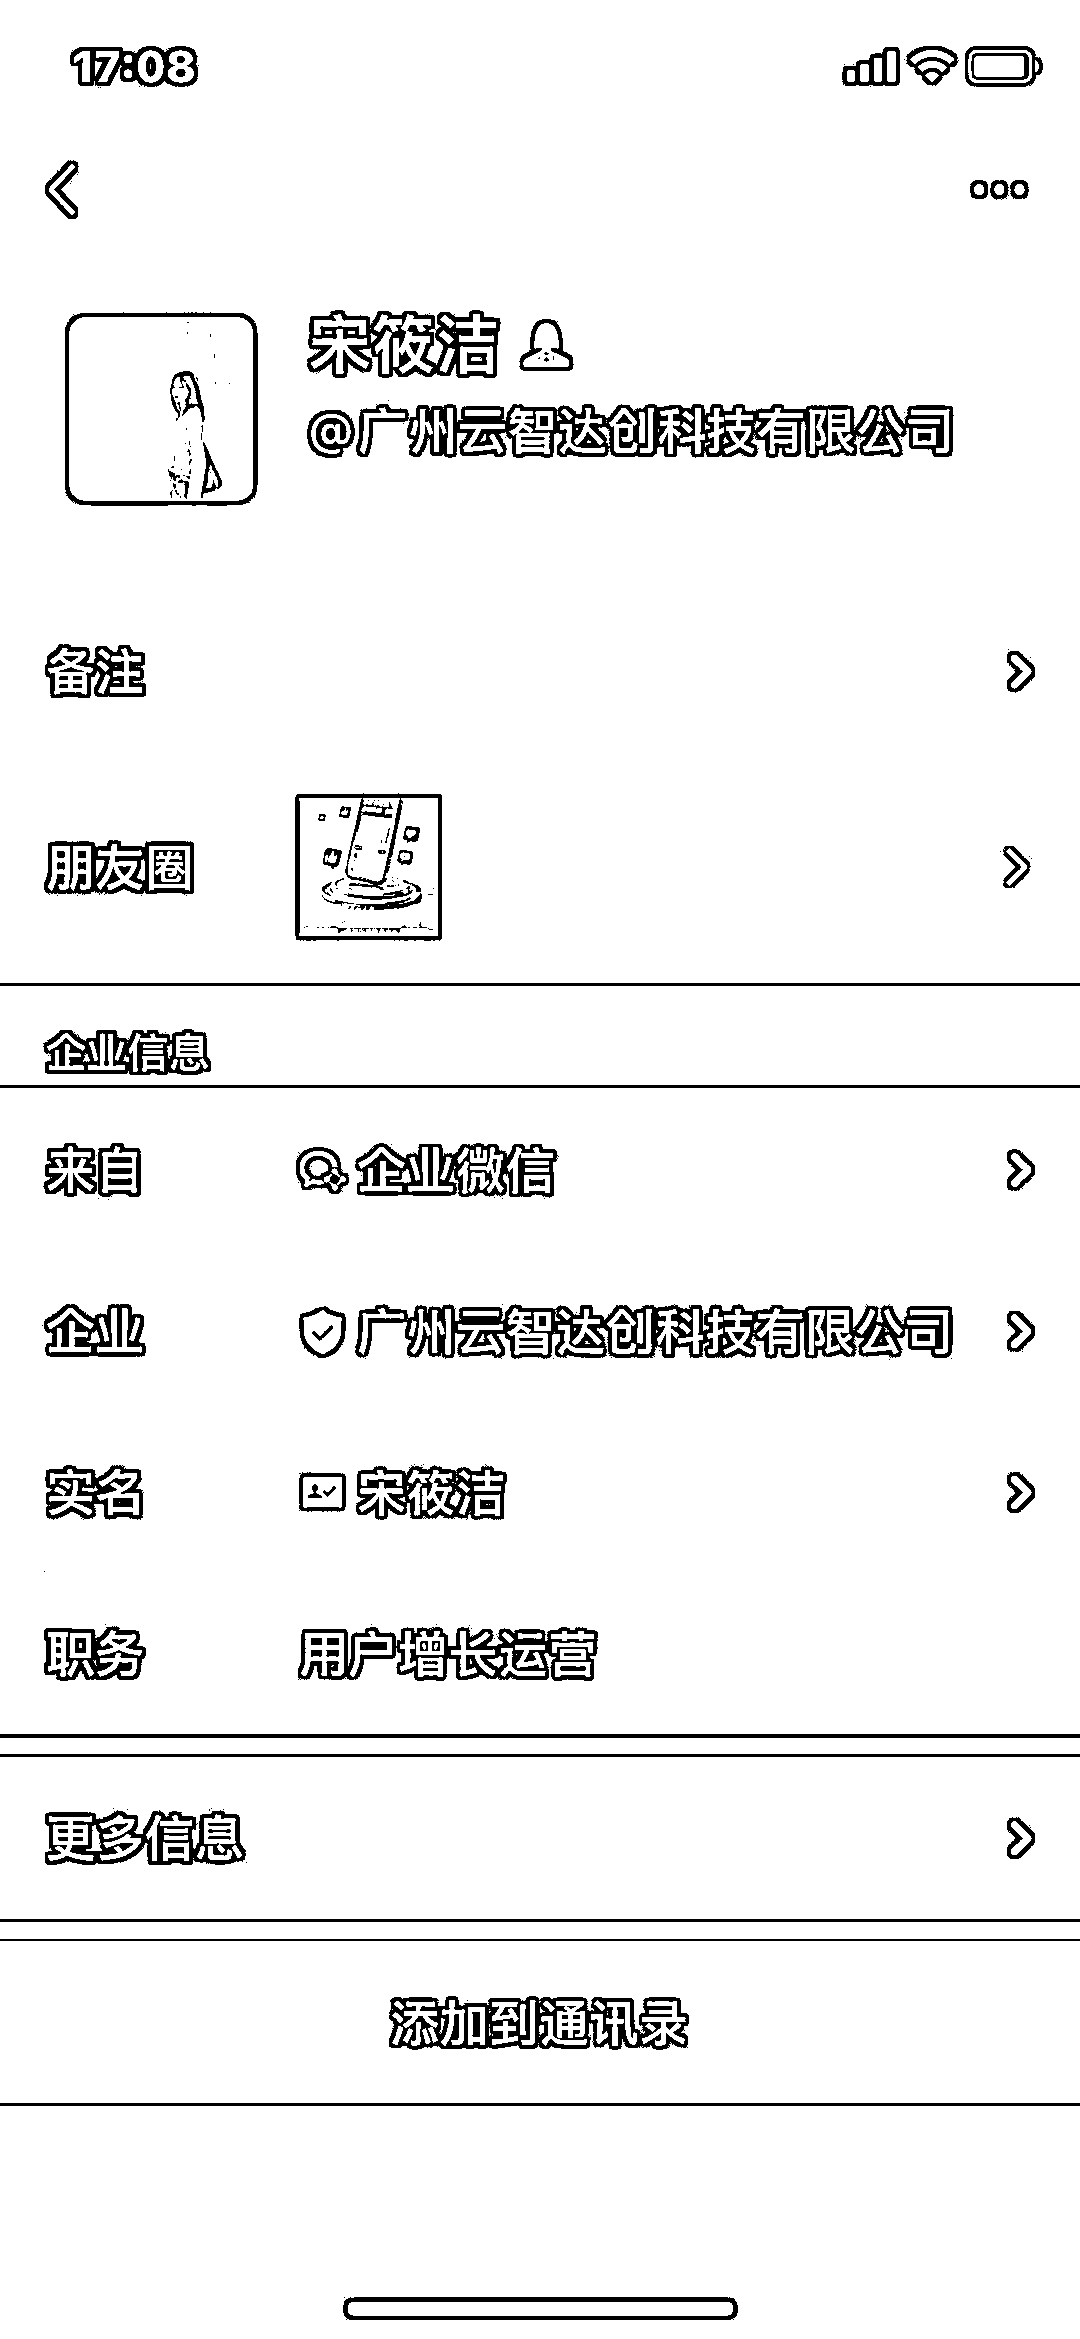 17:08
宋筱洁
@广州云智达创科技有限公司
备注
朋友圈
企业信息
来自 企业微信
企业 广州云智达创科技有限公司
实名 宋筱洁
职务 用户增长运营
更多信息
添加到通讯录